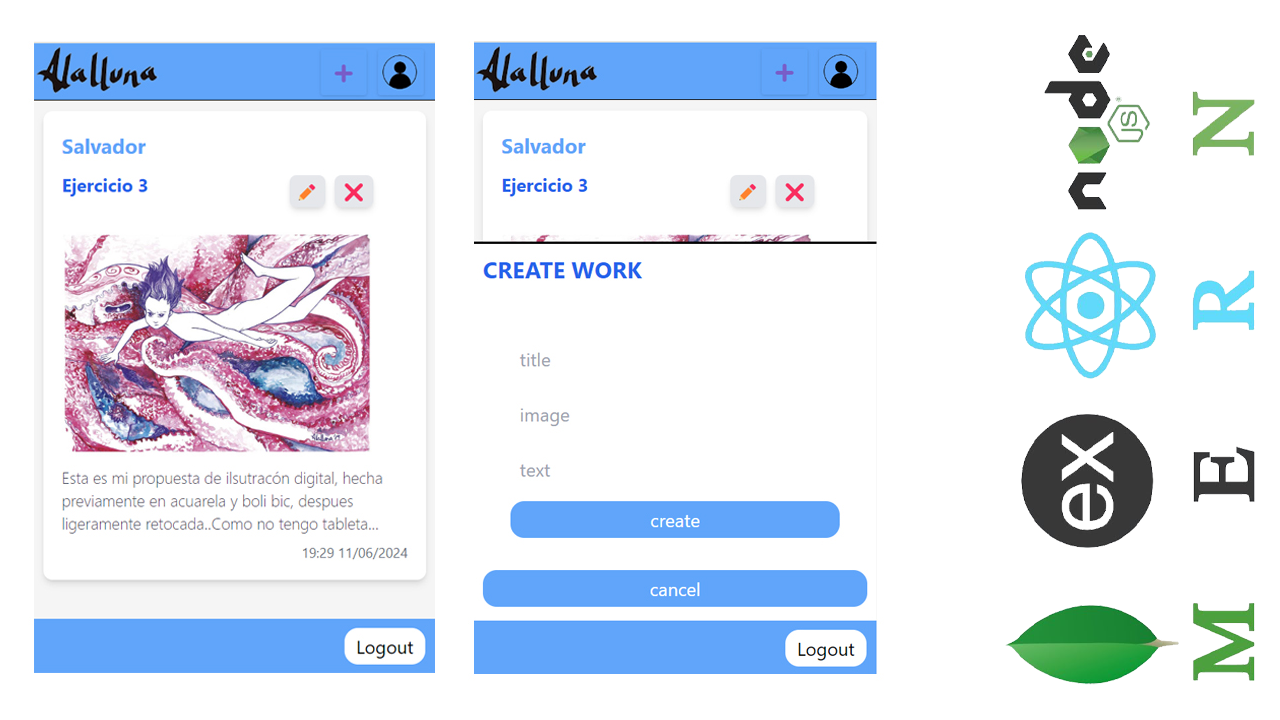 Alalluna
Salvador
Ejercicio 3
Esta es mi propuesta de ilsutracón digital, hecha
previamente en acuarela y boli bic, despues
ligeramente retocada..Como no tengo tableta...
19:29 11/06/2024
Logout
Alalluna
Salvador
Ejercicio 3
CREATE WORK
title
image
text
create
cancel
Logout
node
JS
ex
M E R N